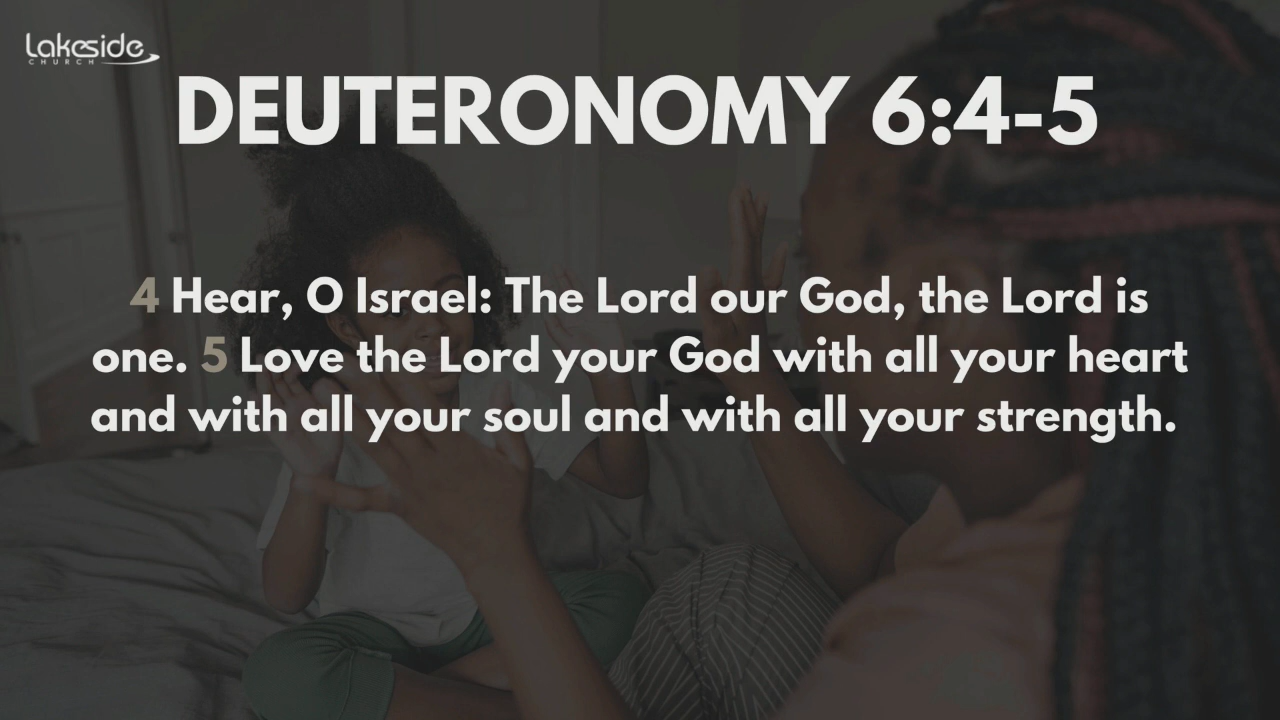 Lakeside
CHURCH
DEUTERONOMY 6:4-5
4 Hear, O Israel: The Lord our God, the Lord is
one. 5 Love the Lord your God with all your heart
and with all your soul and with all your strength.